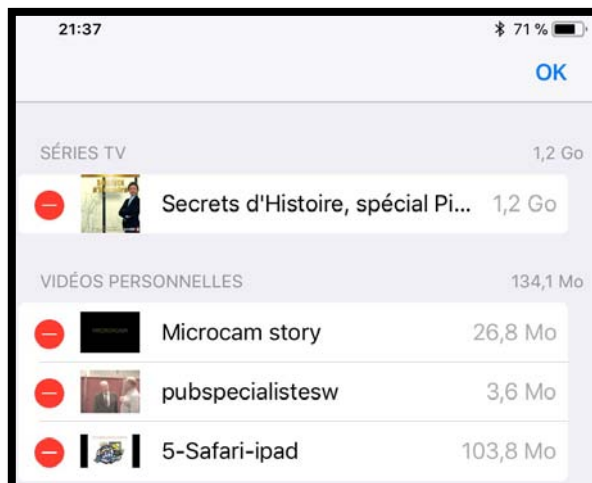 21:37 71 %
OK
SÉRIES TV 1,2 Go
Secrets d'Histoire, spécial Pi... 1,2 Go
VIDÉOS PERSONNELLES 134,1 Mo
Microcam story 26,8 Mo
pubspecialistesw 3,6 Mo
5-Safari-ipad 103,8 Mo